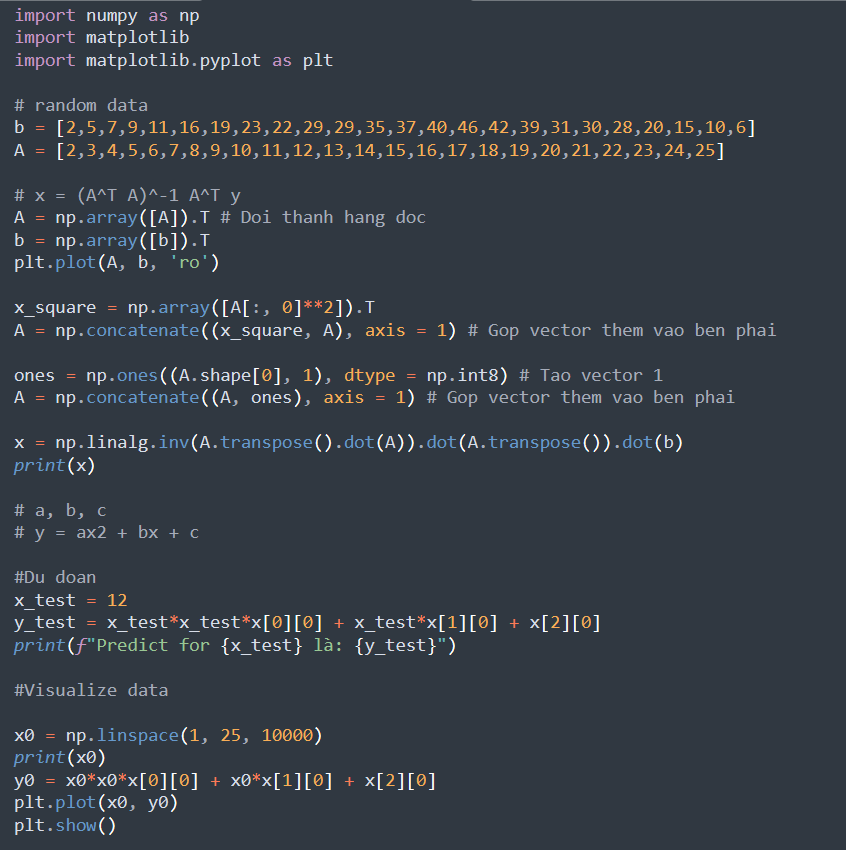 import numpy as np
import matplotlib
import matplotlib.pyplot as plt
# random data
b = [2,5,7,9,11,16,19,23,22,29,29,35,37,40,46,42,39,31,30,28,20,15,10,6]
A = [2,3,4,5,6,7,8,9,10,11,12,13,14,15,16,17,18,19,20,21,22,23,24,25]
# x = (A^T A)^-1 A^T y
A = np.array([A]).T # Doi thanh hang doc
b = np.array([b]).T
plt.plot(A, b, 'ro')
x_square = np.array([A[:, 0]**2]).T
A = np.concatenate((x_square, A), axis = 1) # Gop vector them vao ben phai
ones = np.ones((A.shape[0], 1), dtype = np.int8) # Tao vector 1
A = np.concatenate((A, ones), axis = 1) # Gop vector them vao ben phai
x = np.linalg.inv(A.transpose().dot(A)).dot(A.transpose()).dot(b)
print(x)
# a, b, c
# y = ax2 + bx + c
#Du doan
x_test = 12
y_test = x_test*x_test*x[0][0] + x_test*x[1][0] + x[2][0]
print(f"Predict for {x_test} là: {y_test}")
#Visualize data
x0 = np.linspace(1, 25, 10000)
print(x0)
y0 = x0*x0*x[0][0] + x0*x[1][0] + x[2][0]
plt.plot(x0, y0)
plt.show()